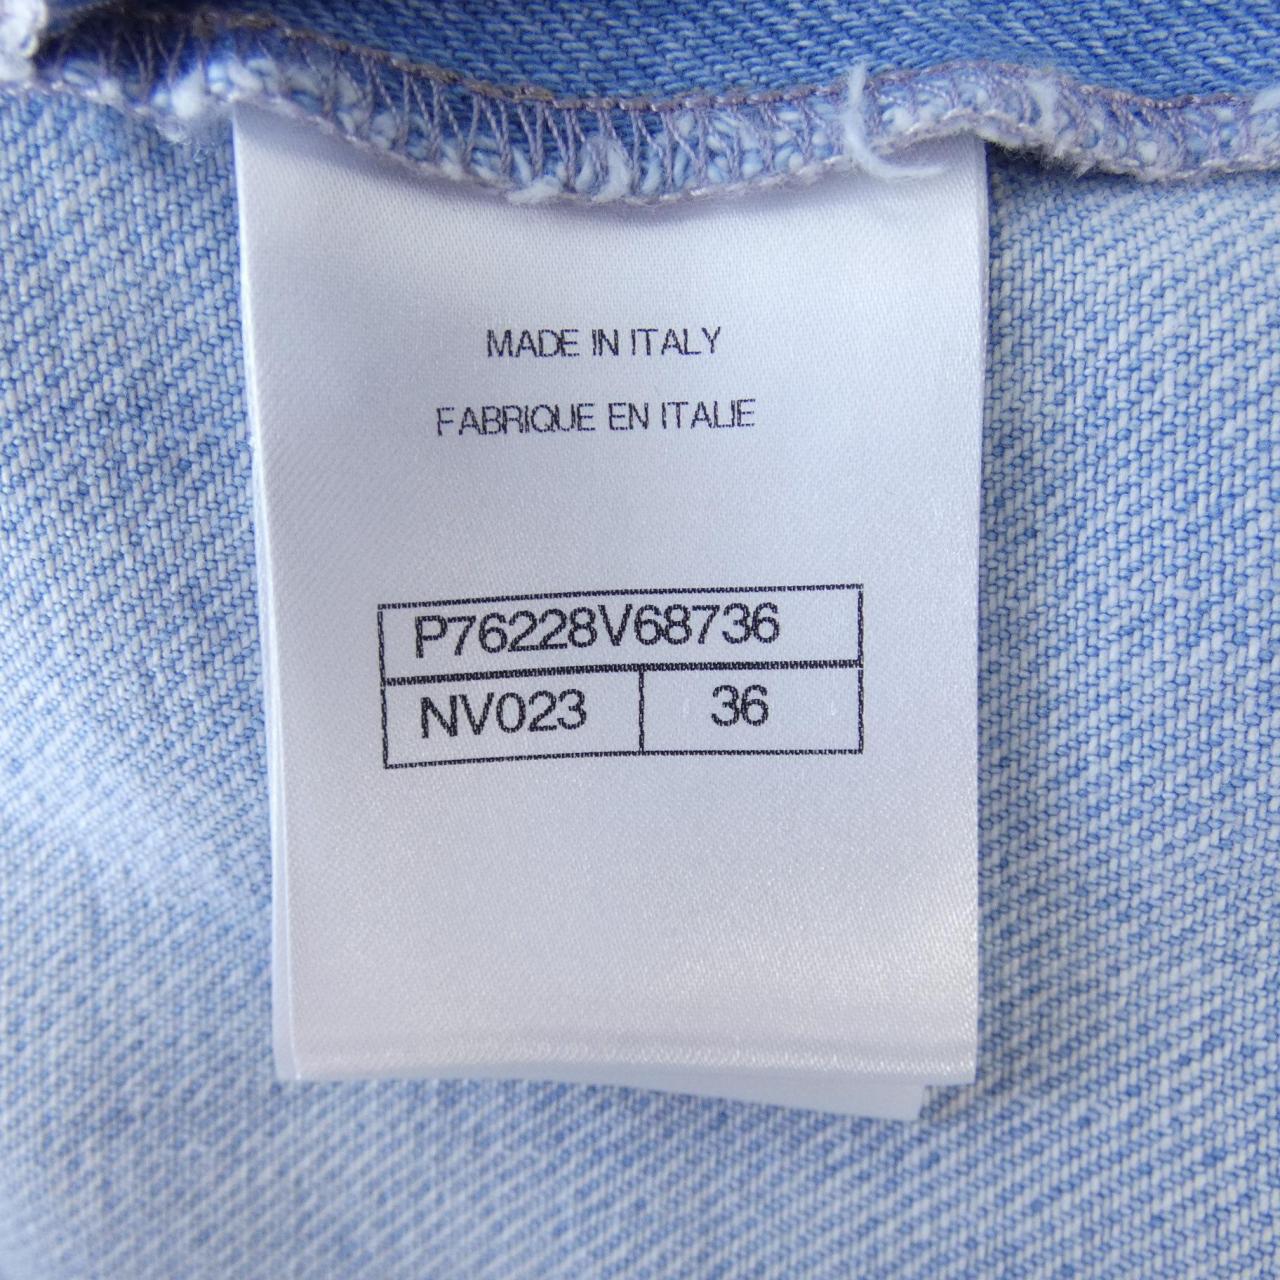 MADE IN ITALY
FABRIQUE EN ITALIE
P76228V68736
NV023 36